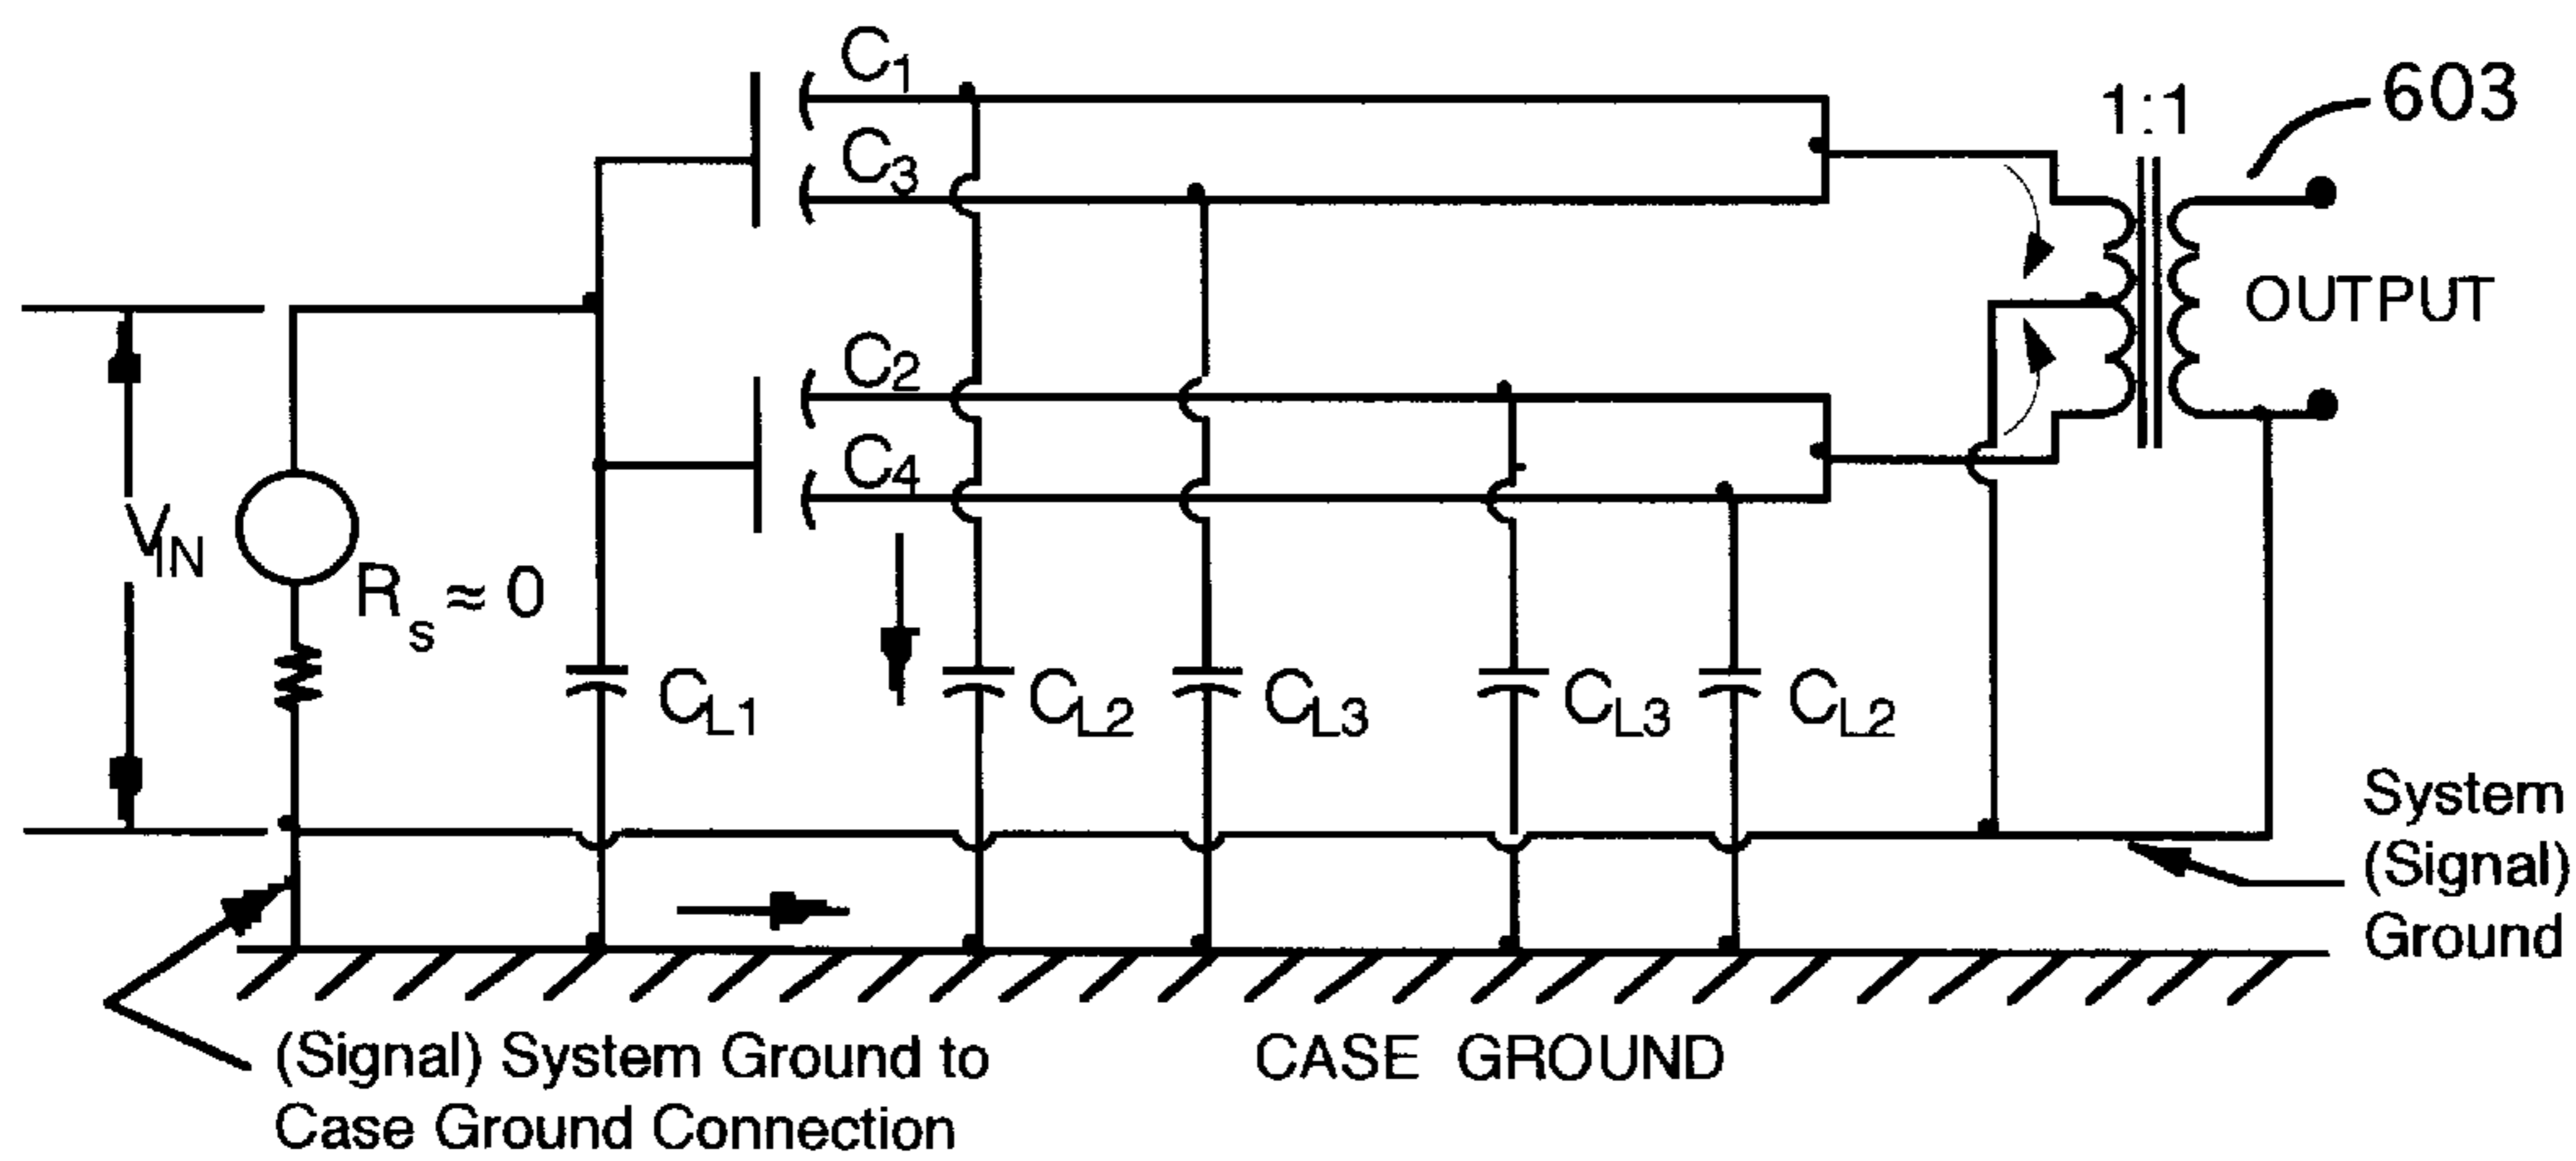 C1
C3
C2
C4
1:1
603
OUTPUT
VIN
Rs ≈ 0
CL1
CL2
CL3
CL3
CL2
System
(Signal)
Ground
(Signal) System Ground to
Case Ground Connection
CASE GROUND